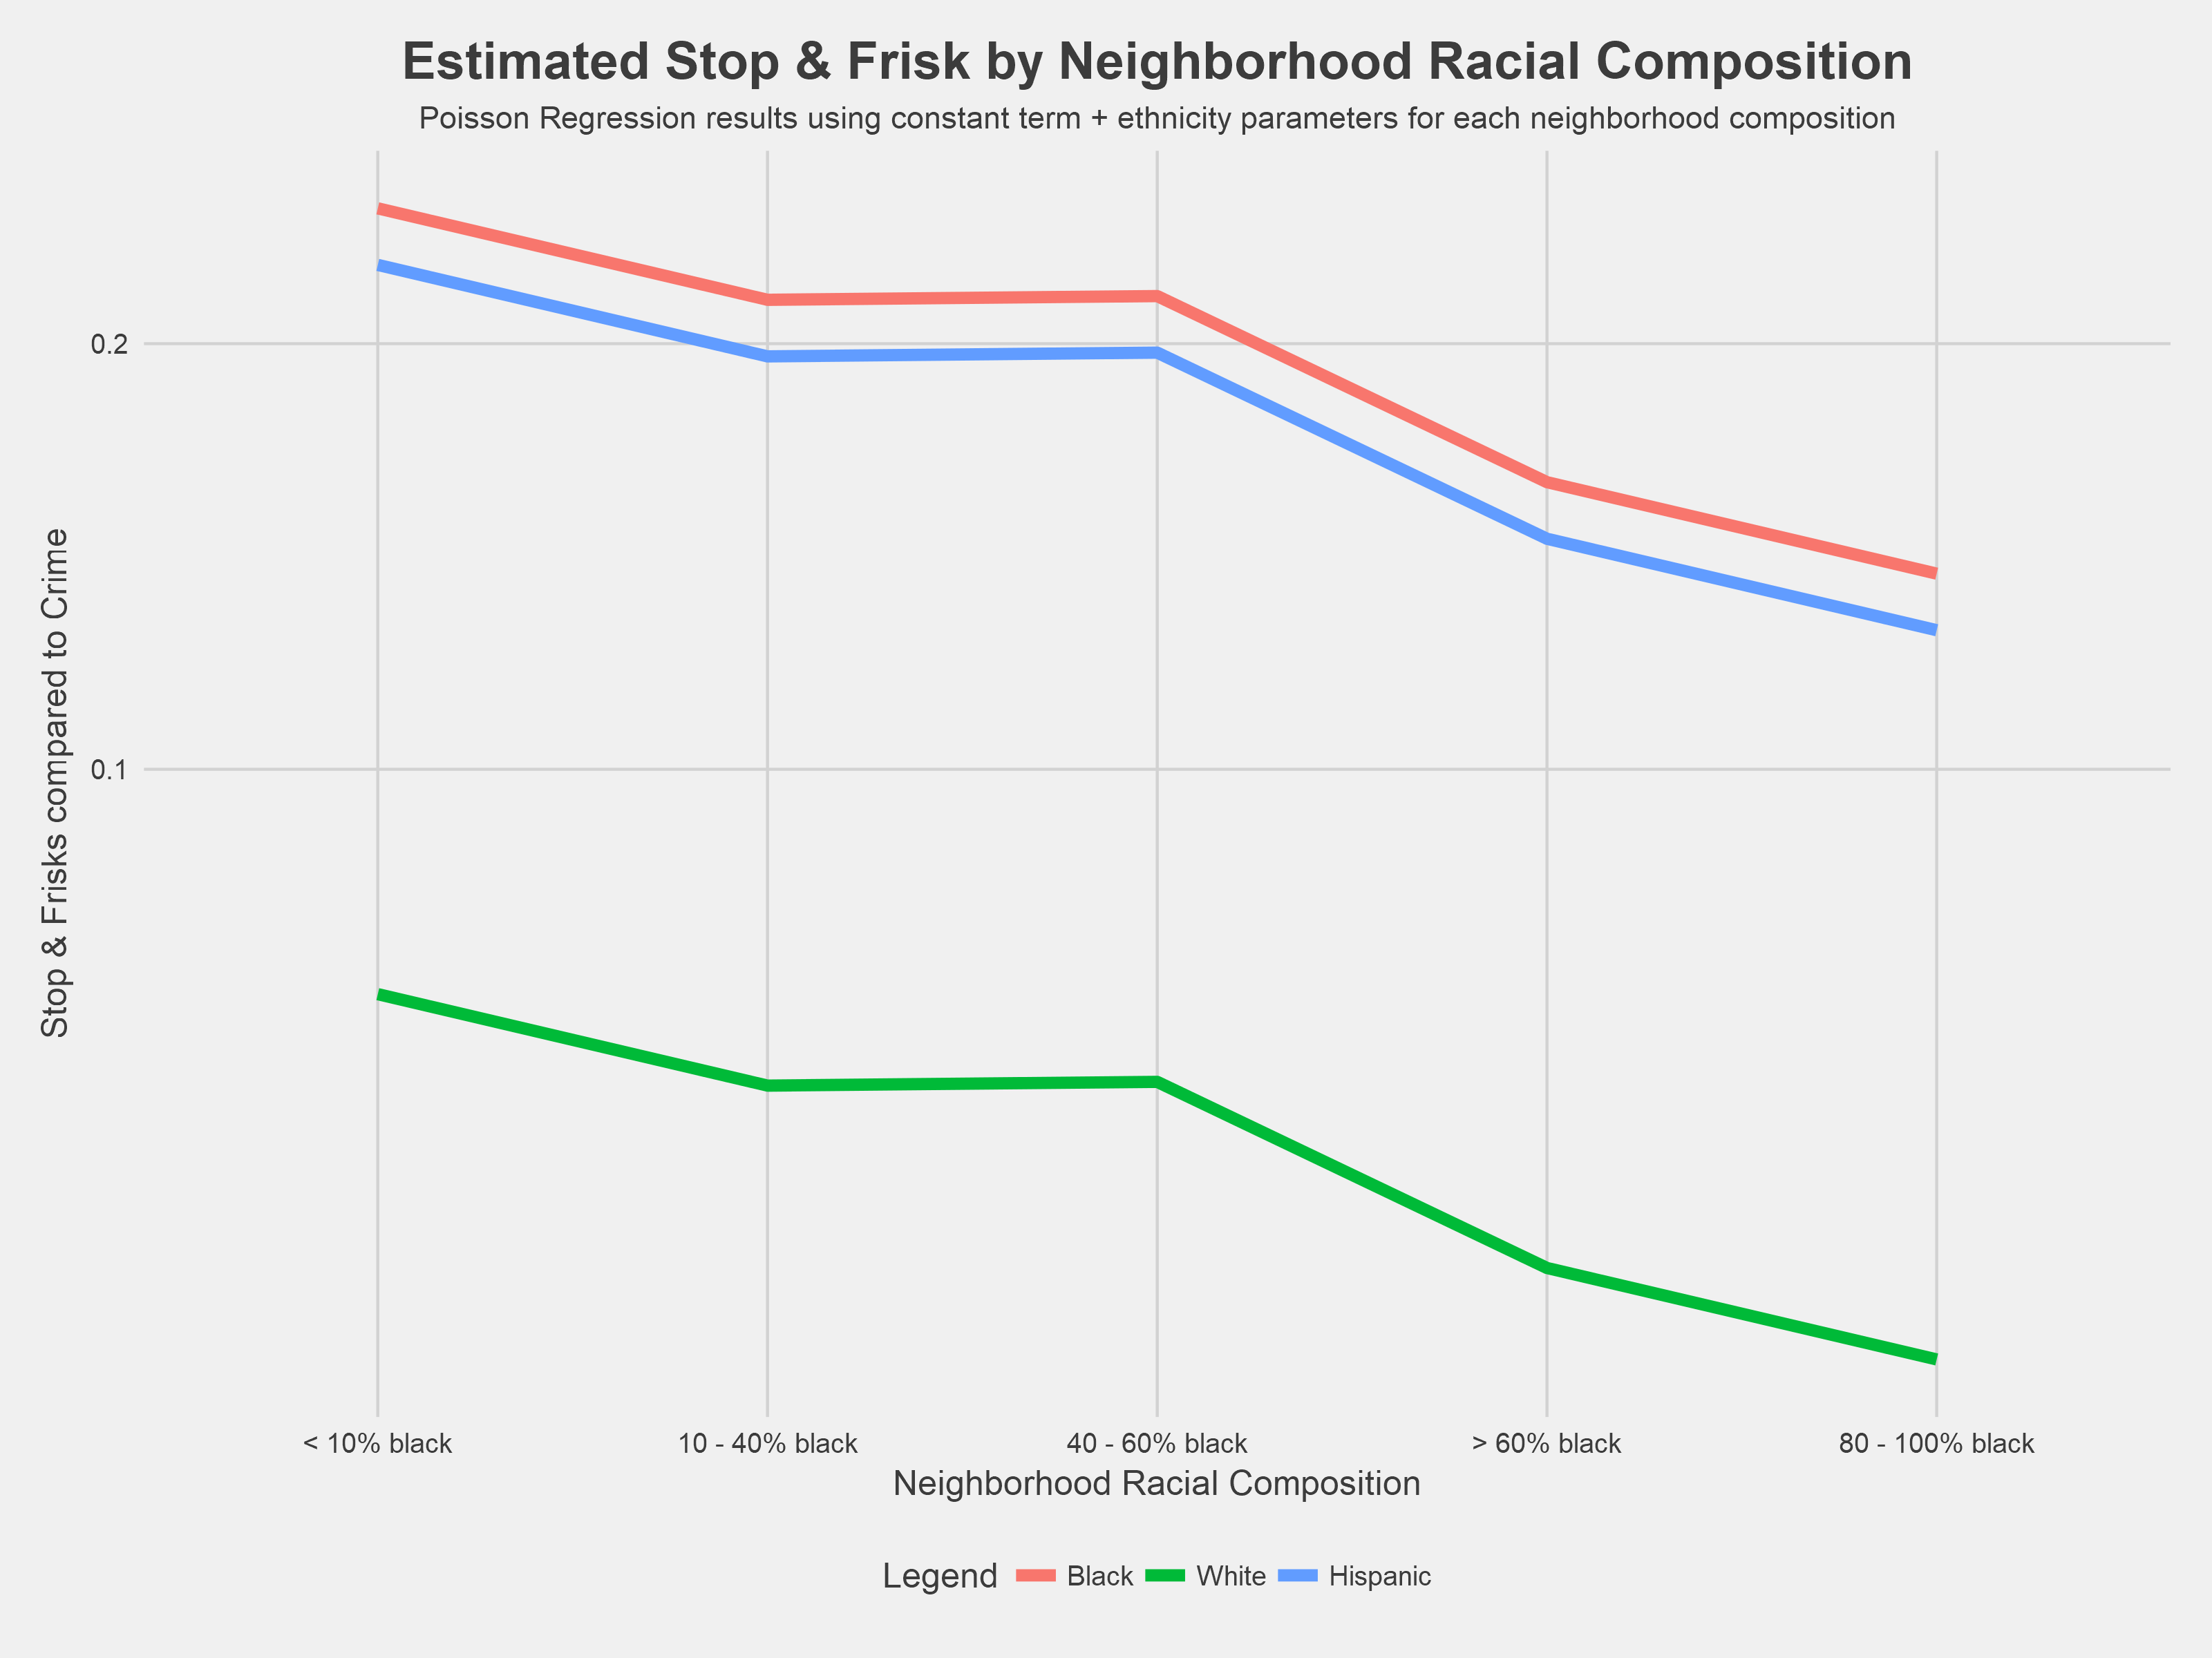 Estimated Stop & Frisk by Neighborhood Racial Composition
Poisson Regression results using constant term + ethnicity parameters for each neighborhood composition
Stop & Frisks compared to Crime
0.2
0.1
< 10% black
10 - 40% black
40 - 60% black
> 60% black
80 - 100% black
Neighborhood Racial Composition
Legend
Black
White
Hispanic